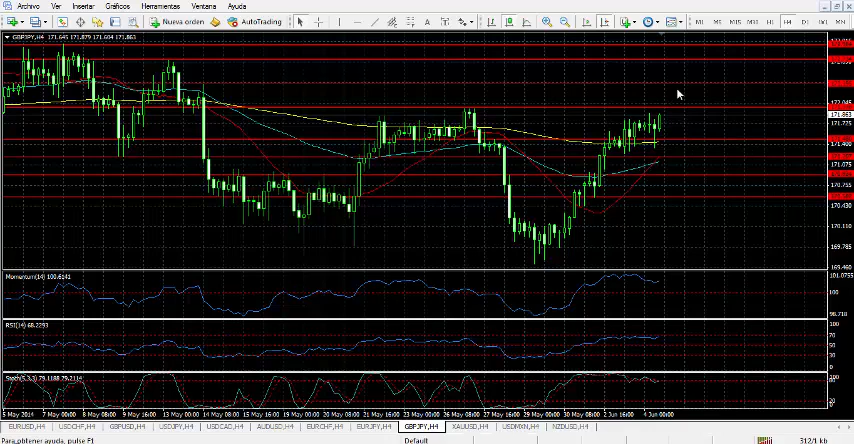 Archivo Ver Insertar Gráficos Herramientas Ventana Ayuda
Nueva orden AutoTrading A T M1 M5 M15 M30 H1 H4 D1 W1 MN
GBPJPY,H4 171.645 171.879 171.604 171.863
172.045
171.863
171.725
171.400
171.075
170.755
170.430
170.110
169.785
169.460
Momentum(14) 100.6141
101.0755
100
98.718
RSI(14) 68.2293
100
70
50
30
0
Stoch(5,3,3) 79.1188 79.2114
100
80
20
5 May 2014 7 May 00:00 8 May 08:00 9 May 16:00 13 May 00:00 14 May 08:00 15 May 16:00 19 May 00:00 20 May 08:00 21 May 16:00 23 May 00:00 26 May 08:00 27 May 16:00 29 May 00:00 30 May 08:00 2 Jun 16:00 4 Jun 00:00
EURUSD,H4 USDCHF,H4 GBPUSD,H4 USDJPY,H4 USDCAD,H4 AUDUSD,H4 EURCHF,H4 EURJPY,H4 GBPJPY,H4 XAUUSD,H4 USDMXN,H4 NZDUSD,H4
Para obtener ayuda, pulse F1 Default 312/1 kb